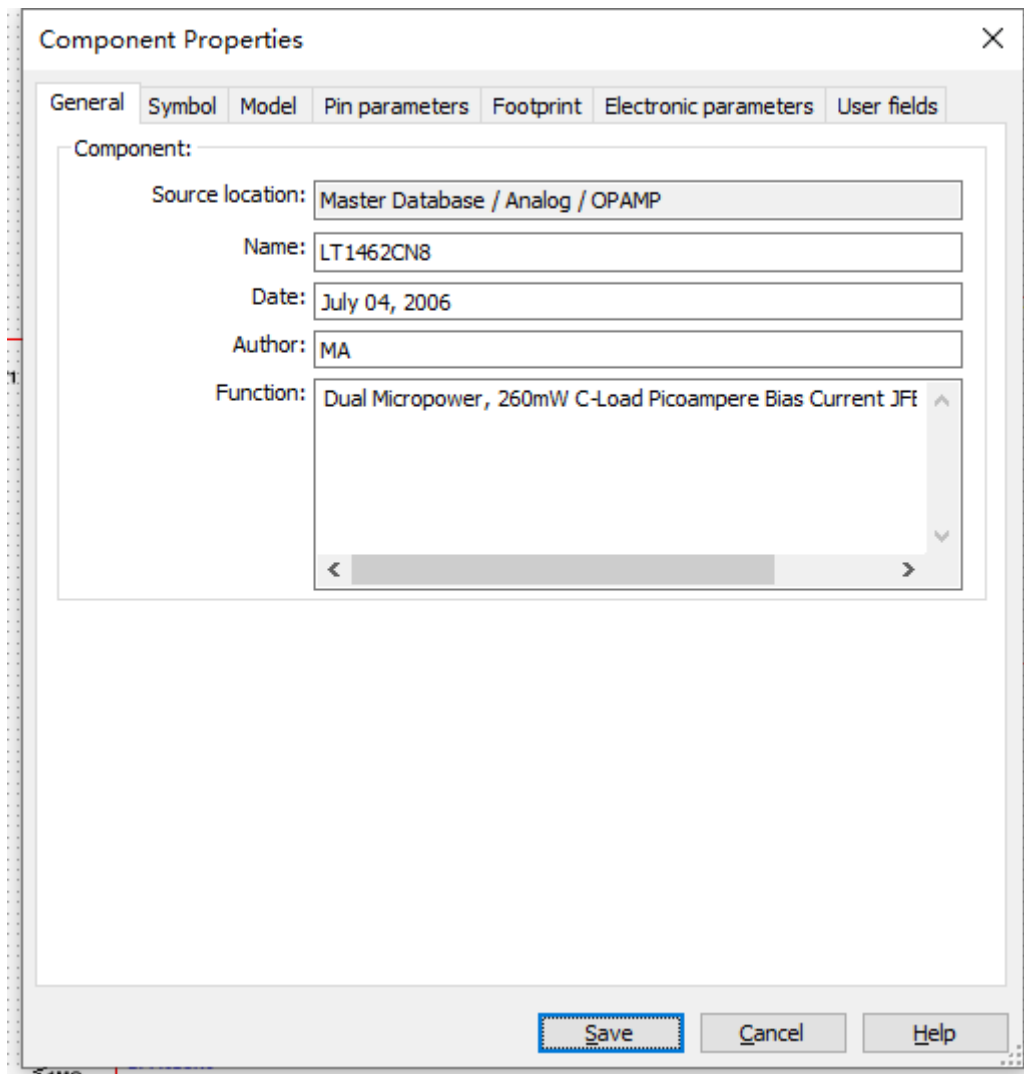 Component Properties
General Symbol Model Pin parameters Footprint Electronic parameters User fields
Component:
Source location: Master Database / Analog / OPAMP
Name: LT1462CN8
Date: July 04, 2006
Author: MA
Function: Dual Micropower, 260mW C-Load Picoampere Bias Current JFE
Save Cancel Help